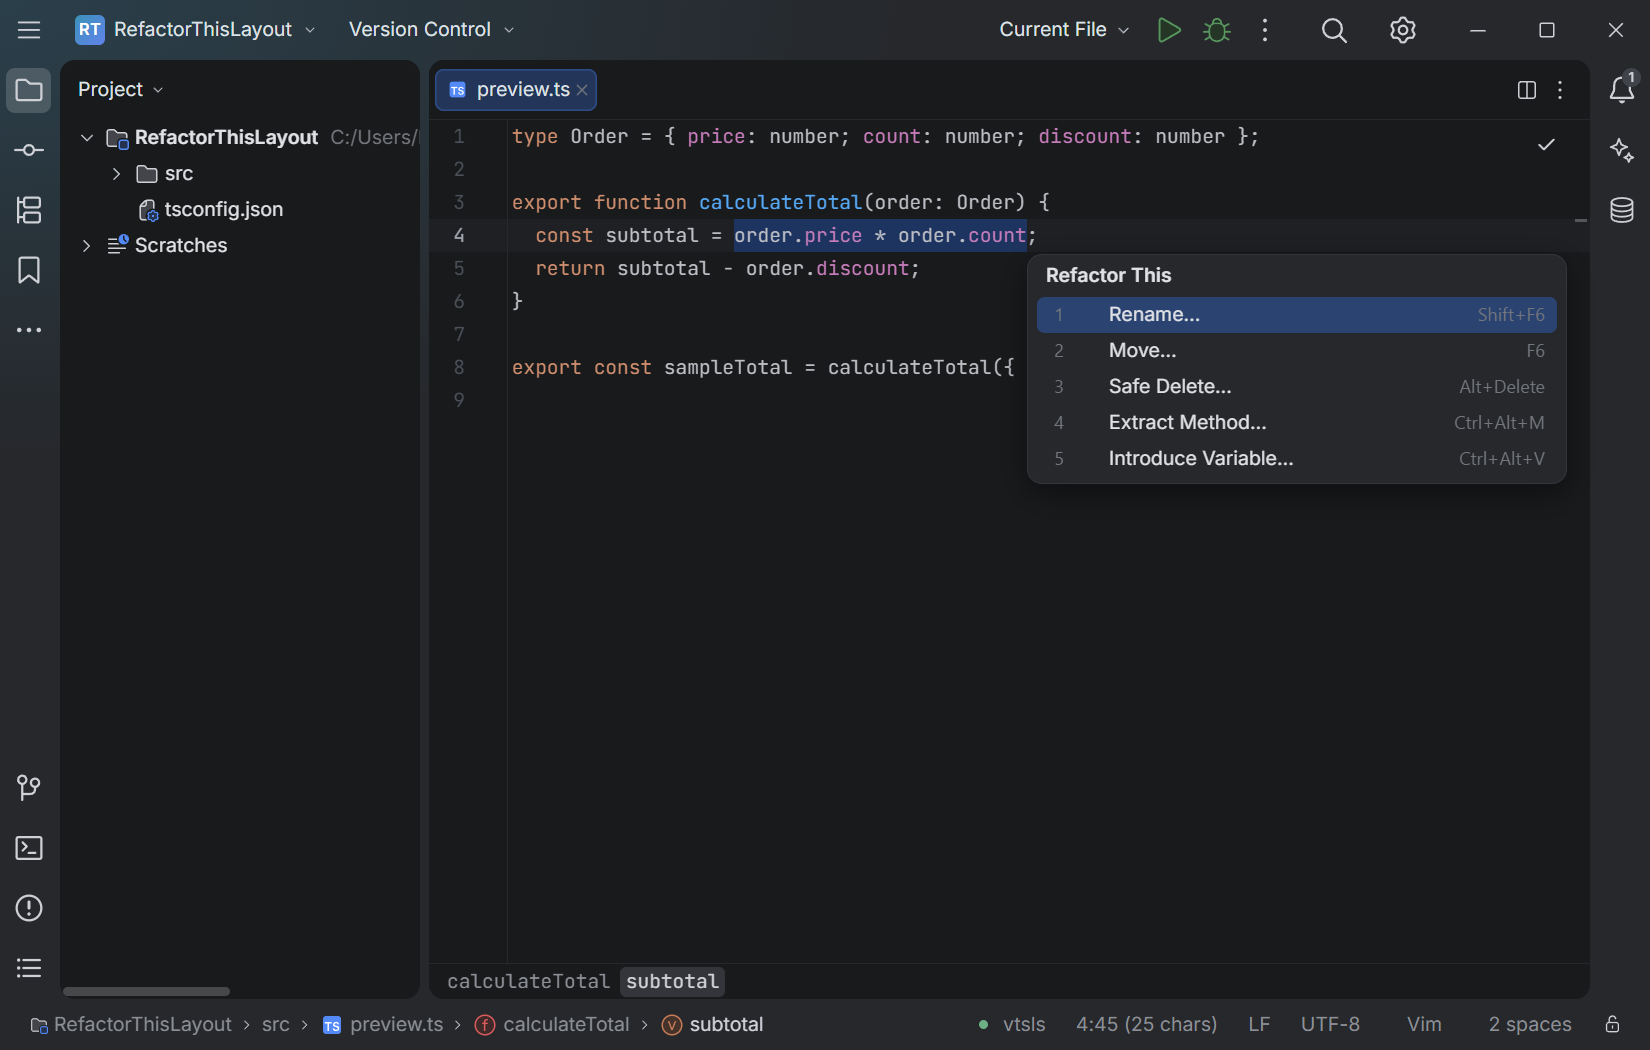 RT RefactorThisLayout Version Control Current File
Project
RefactorThisLayout C:/Users/
src
tsconfig.json
Scratches
TS preview.ts
1
1 type Order = { price: number; count: number; discount: number };
2
3 export function calculateTotal(order: Order) {
4 const subtotal = order.price * order.count;
5 return subtotal - order.discount;
6 }
7
8 export const sampleTotal = calculateTotal({
9
Refactor This
1 Rename... Shift+F6
2 Move... F6
3 Safe Delete... Alt+Delete
4 Extract Method... Ctrl+Alt+M
5 Introduce Variable... Ctrl+Alt+V
calculateTotal subtotal
RefactorThisLayout › src › TS preview.ts › f calculateTotal › v subtotal vtsls 4:45 (25 chars) LF UTF-8 Vim 2 spaces